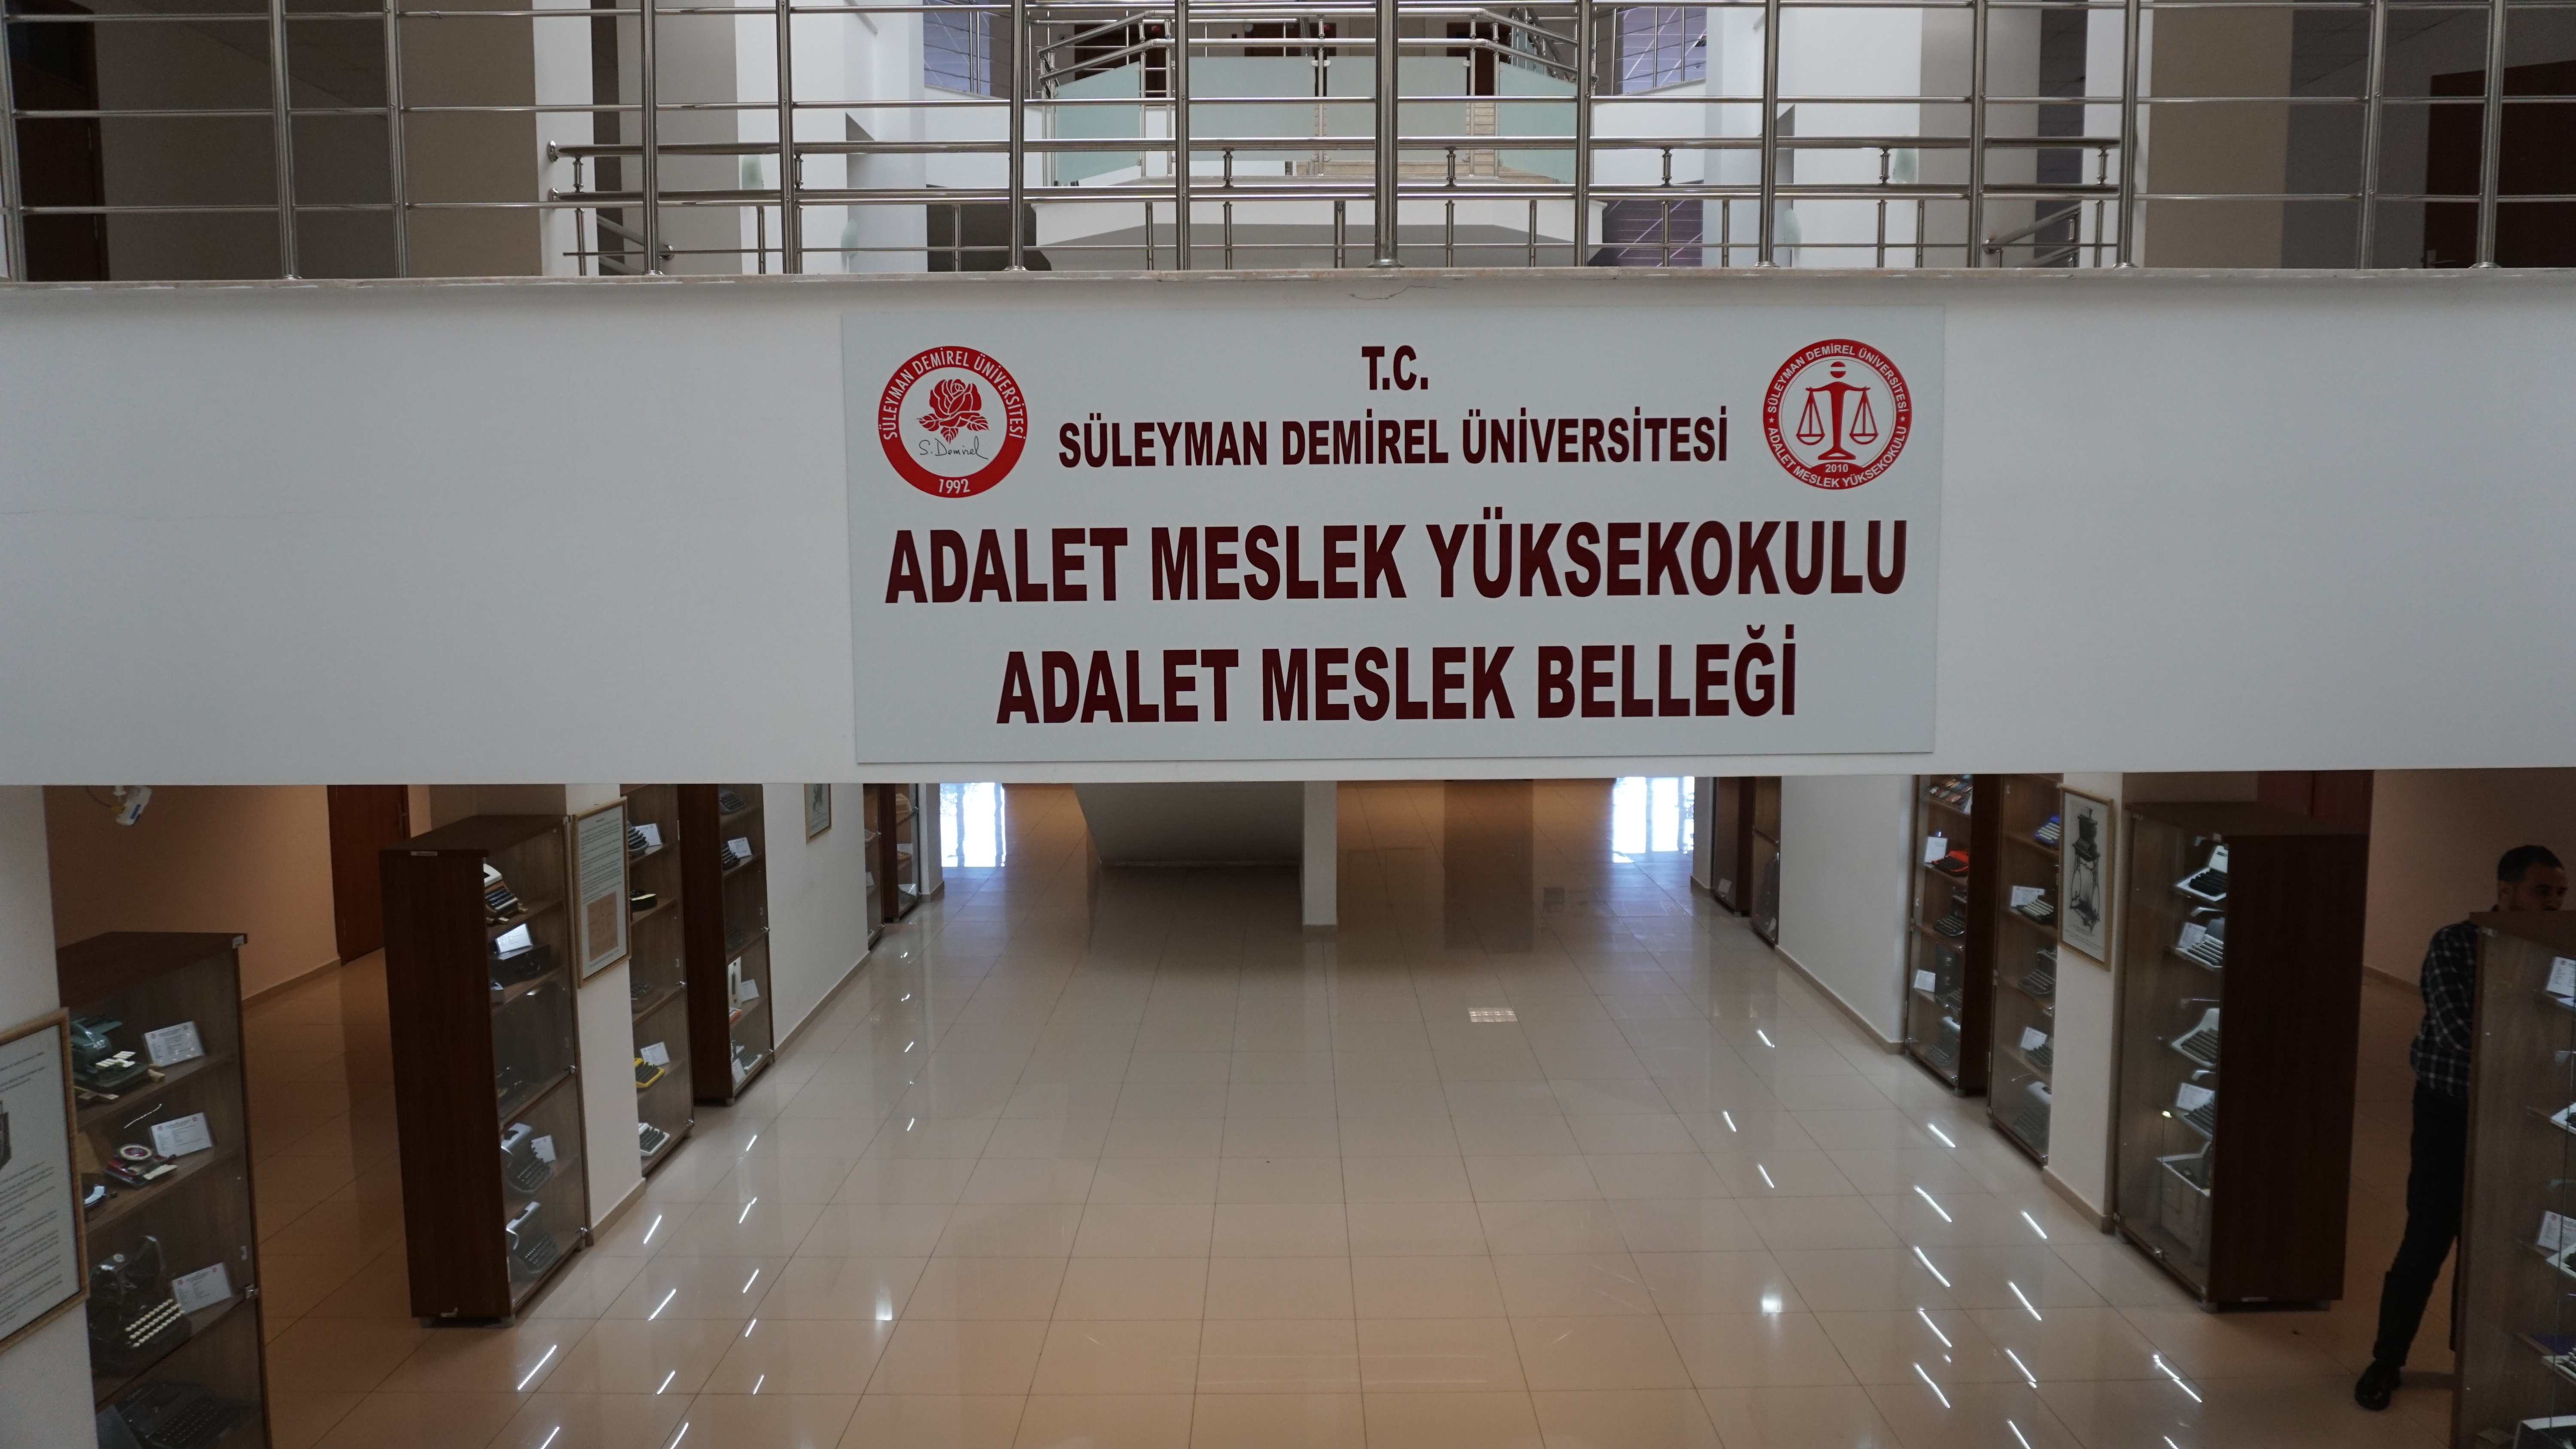 T.C.
SÜLEYMAN DEMİREL ÜNİVERSİTESİ
ADALET MESLEK YÜKSEKOKULU
ADALET MESLEK BELLEĞİ
SÜLEYMAN DEMİREL ÜNİVERSİTESİ
S. Demirel
1992
SÜLEYMAN DEMİREL ÜNİVERSİTESİ
2010
ADALET MESLEK YÜKSEKOKULU